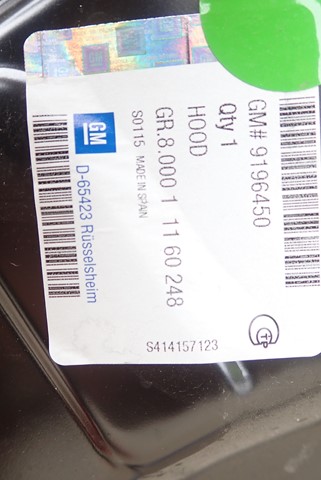 GM# 9196450
Qty 1
HOOD
GR.8,000 1 11 60 248
S0115 MADE IN SPAIN
GM
D-65423 Rüsselsheim
S414157123